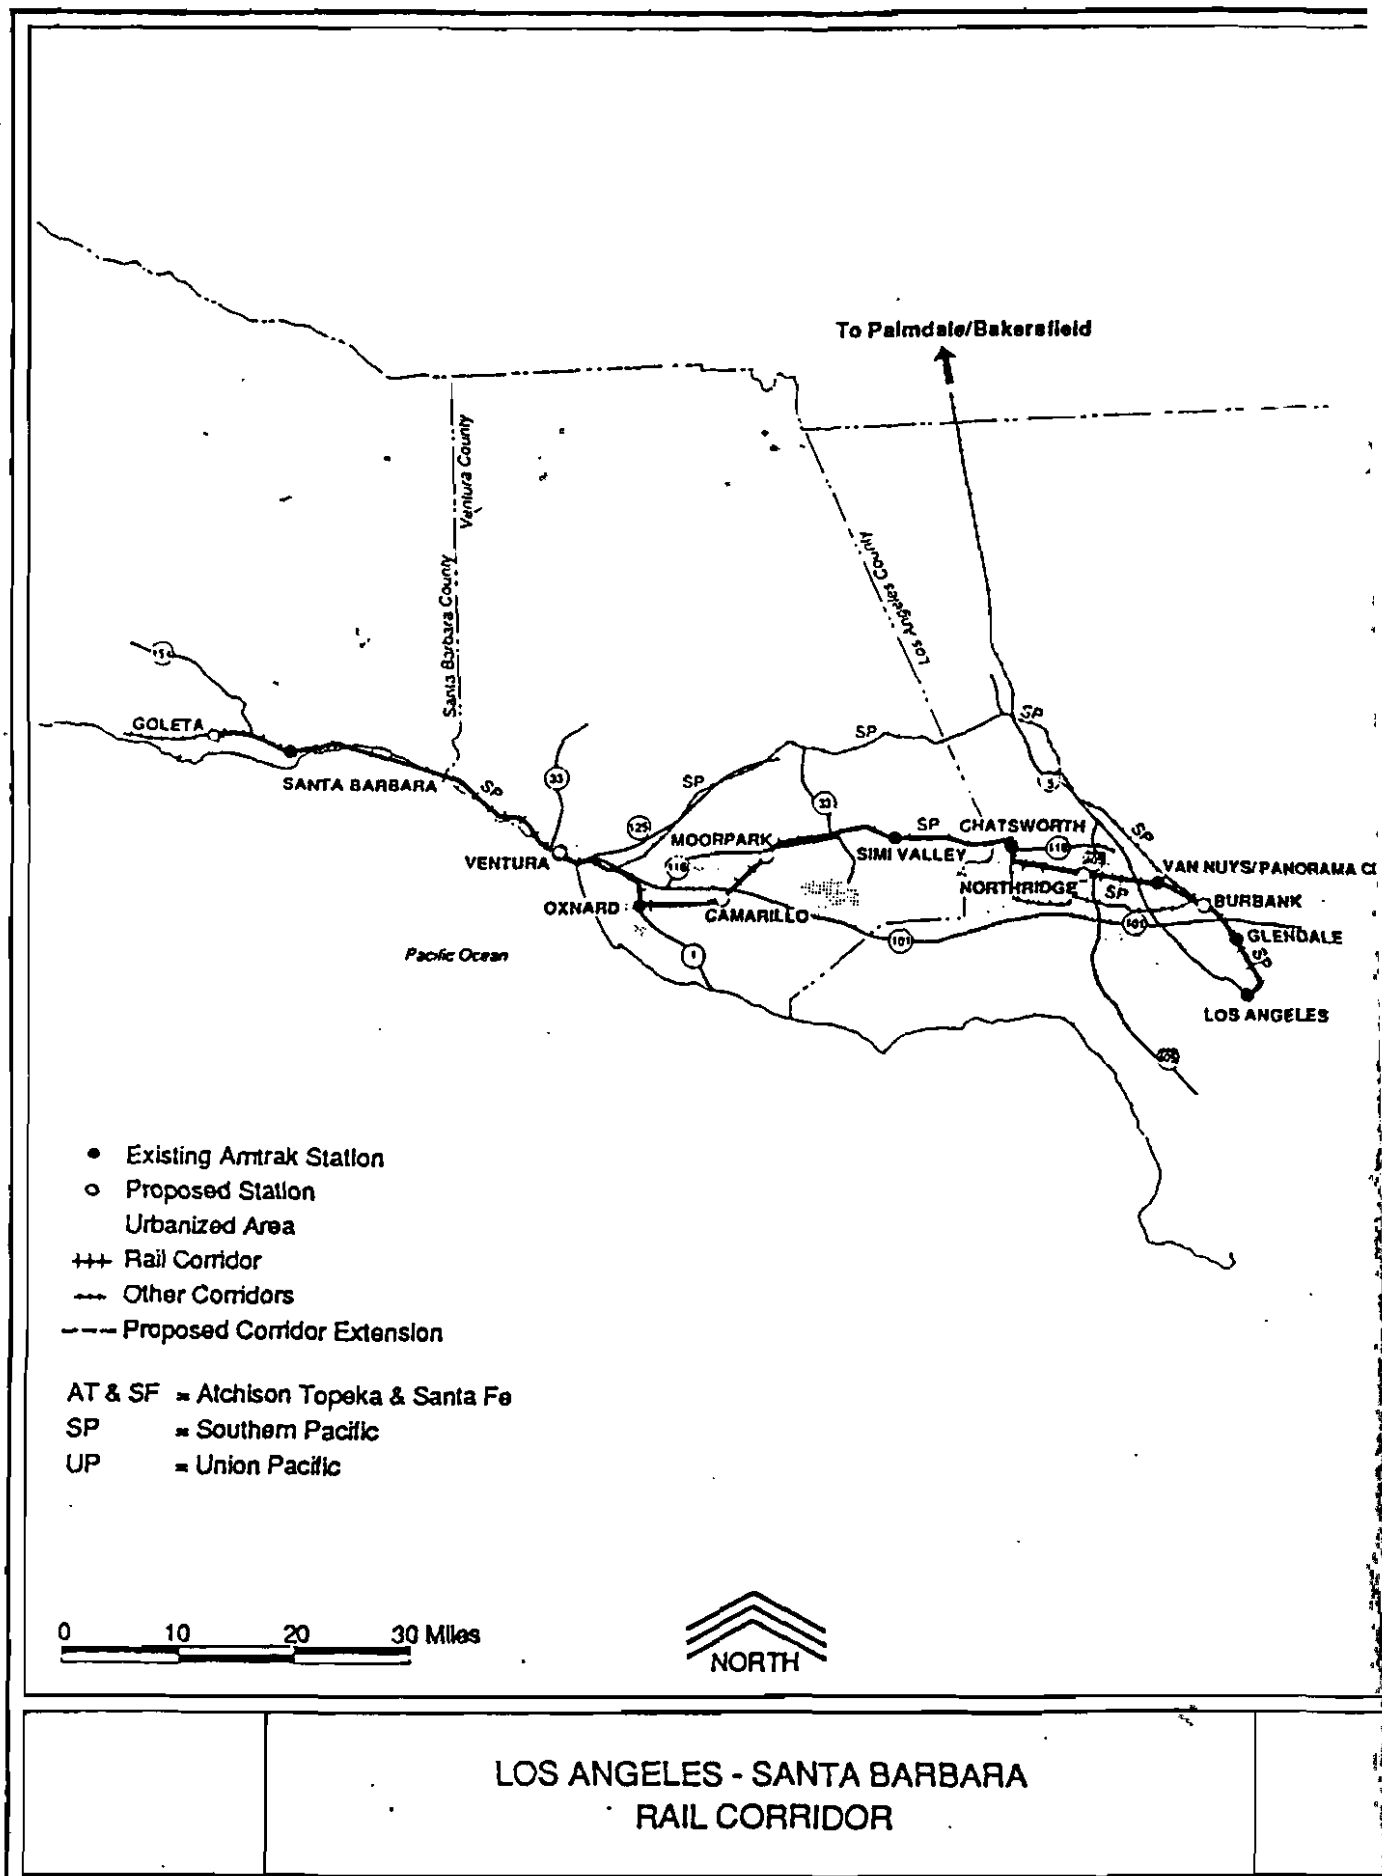 To Palmdale/Bakersfield
Ventura County
Santa Barbara County
Los Angeles County
GOLETA
SANTA BARBARA
SP
33
VENTURA
SP
MOORPARK
SP
SP
5
SP
33
SP
SIMI VALLEY
CHATSWORTH
118
NORTHRIDGE
SP
VAN NUYS/PANORAMA CI
BURBANK
OXNARD
CAMARILLO
101
101
GLENDALE
SP
LOS ANGELES
1
Pacific Ocean
Existing Amtrak Station
Proposed Station
Urbanized Area
Rail Corridor
Other Corridors
Proposed Corridor Extension
AT & SF = Atchison Topeka & Santa Fe
SP = Southern Pacific
UP = Union Pacific
0 10 20 30 Miles
NORTH
LOS ANGELES - SANTA BARBARA
RAIL CORRIDOR